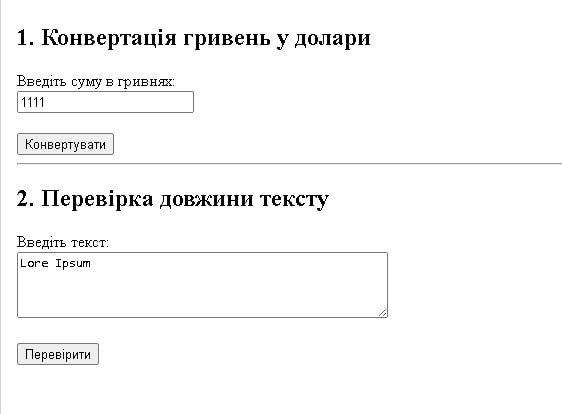 1. Конвертація гривень у долари
Введіть суму в гривнях:
1111
Конвертувати
2. Перевірка довжини тексту
Введіть текст:
Lore Ipsum
Перевірити